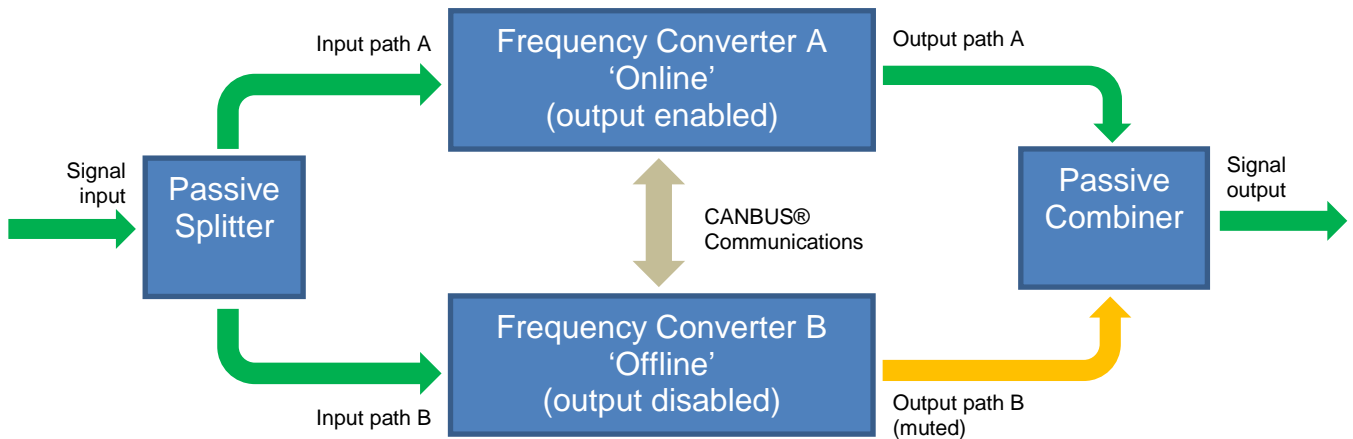 Input path A
Frequency Converter A
‘Online’
(output enabled)
Output path A
Signal
input
Passive
Splitter
CANBUS®
Communications
Passive
Combiner
Signal
output
Input path B
Frequency Converter B
‘Offline’
(output disabled)
Output path B
(muted)